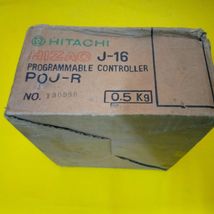 HITACHI
HIZAC J-16
PROGRAMMABLE CONTROLLER
PQJ-R
NO.
0.5 Kg